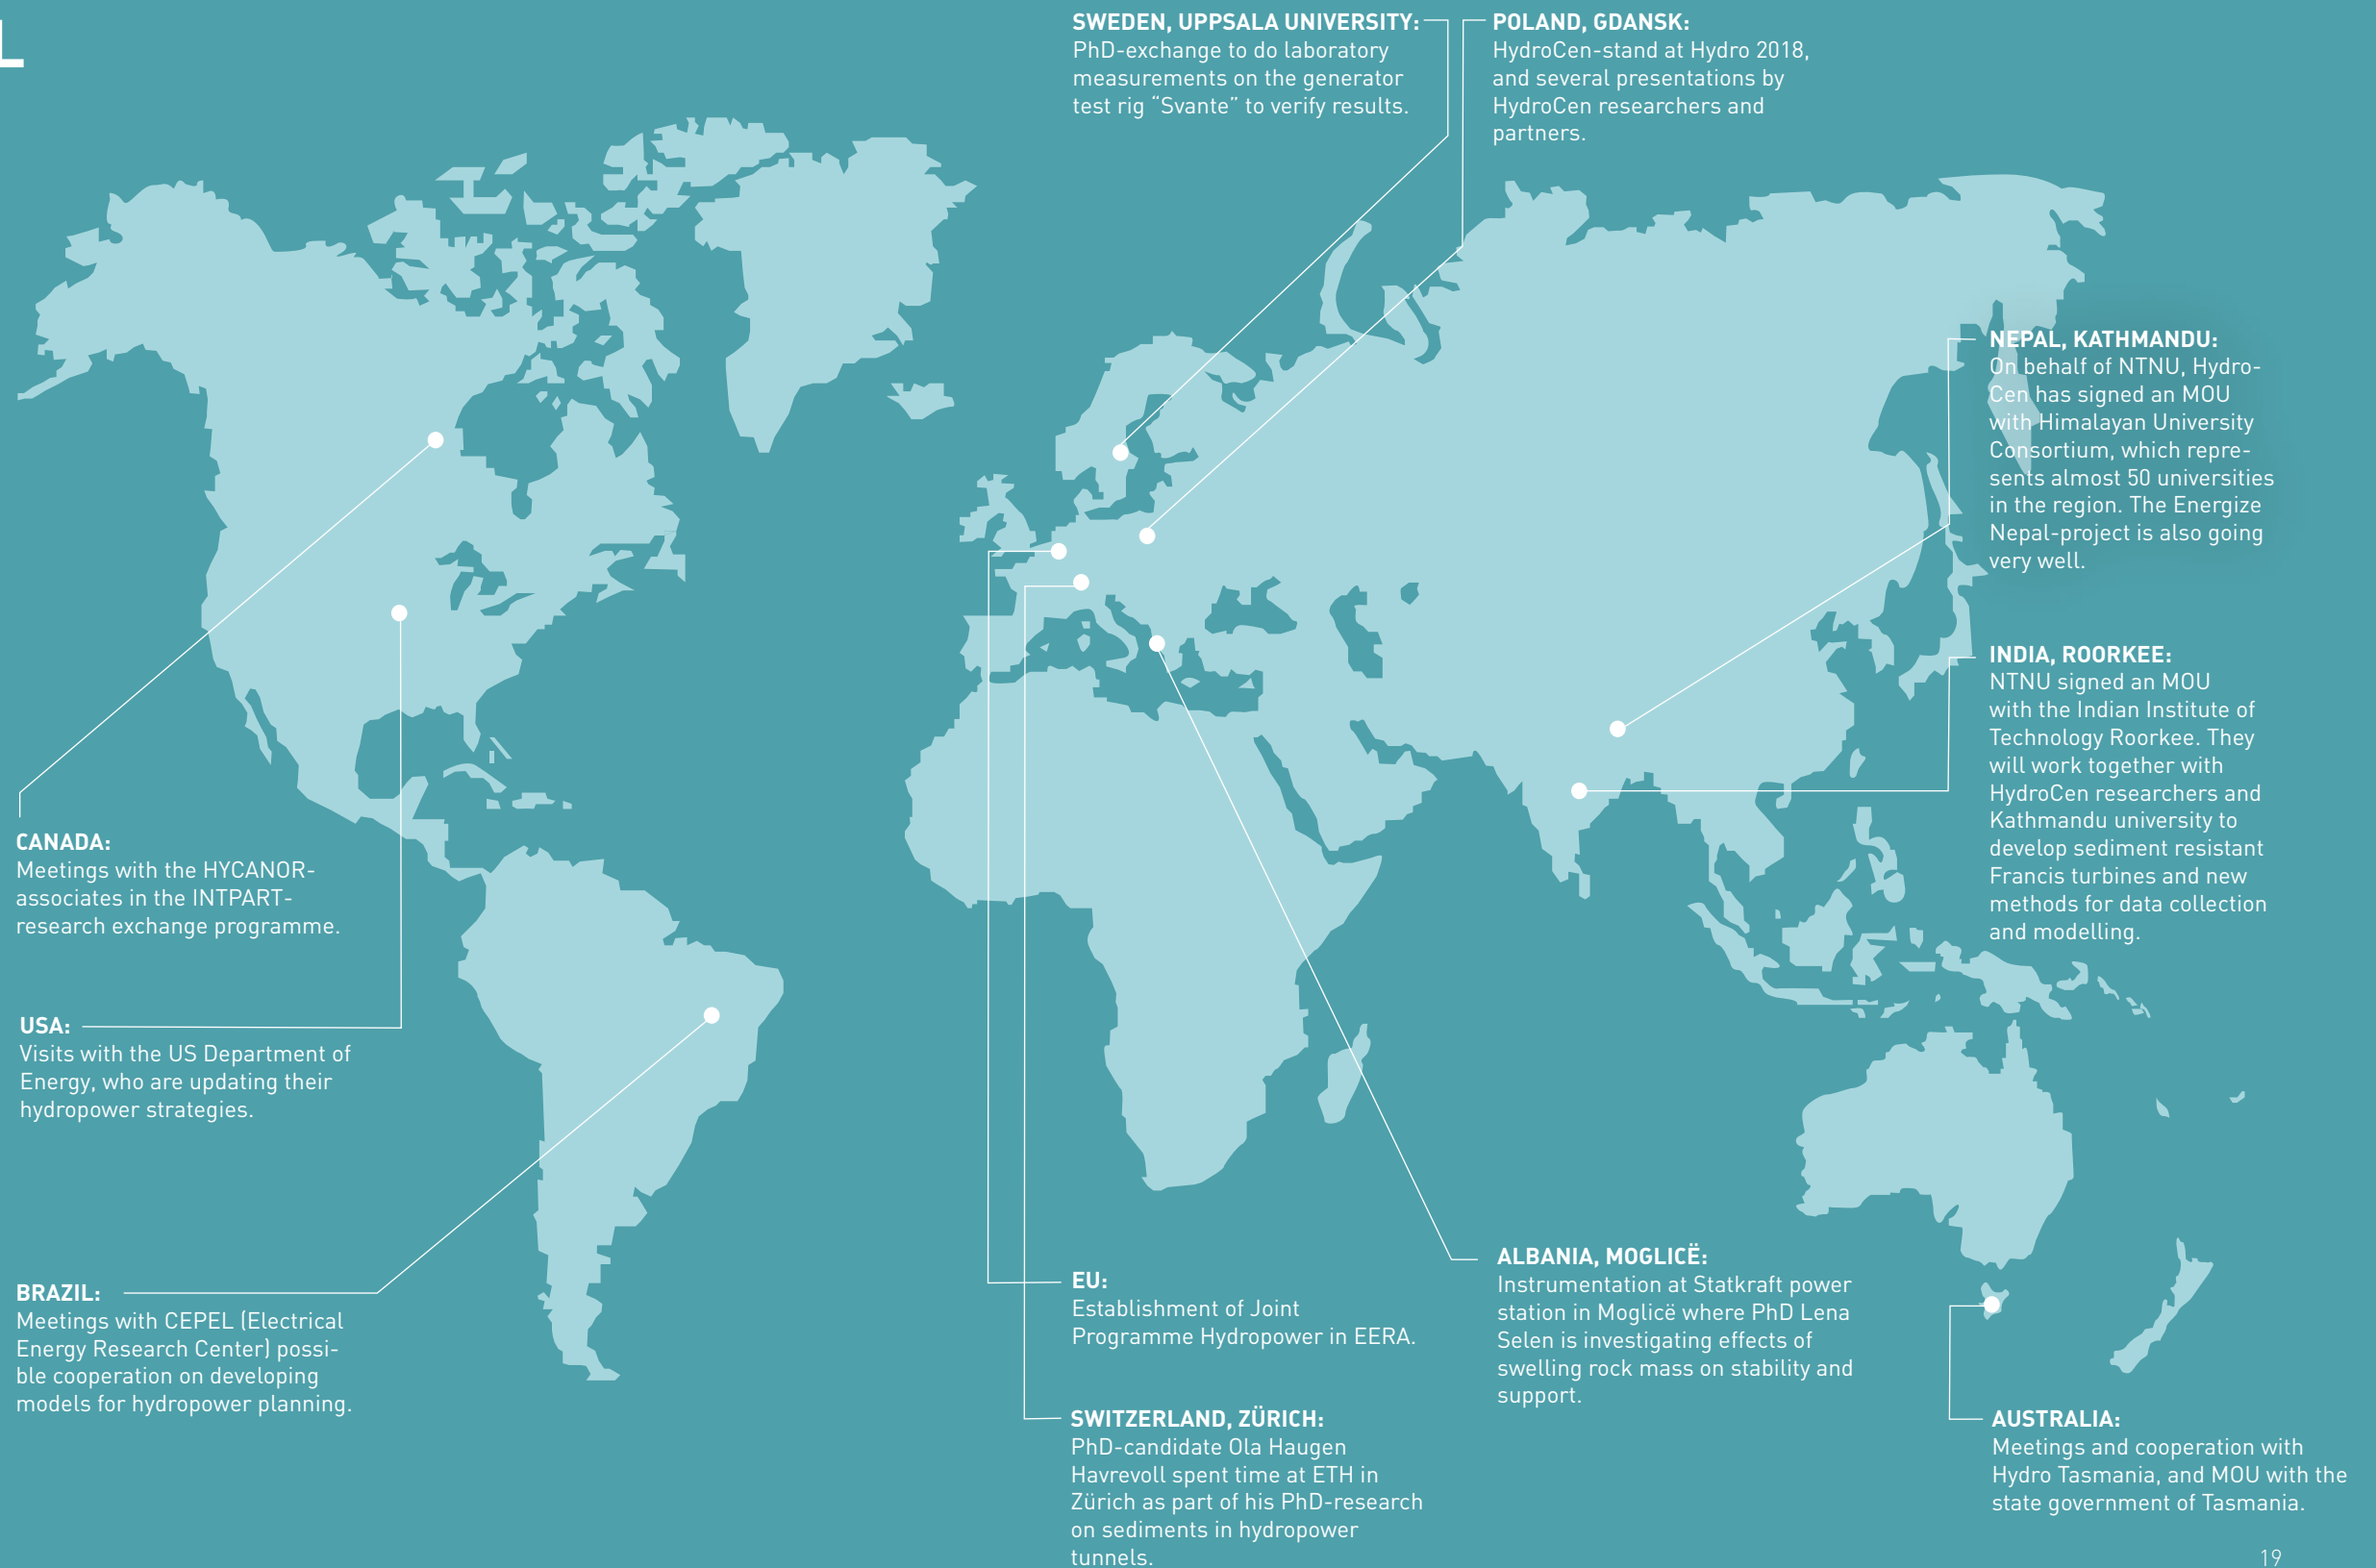 L
SWEDEN, UPPSALA UNIVERSITY:
PhD-exchange to do laboratory
measurements on the generator
test rig “Svante” to verify results.
POLAND, GDANSK:
HydroCen-stand at Hydro 2018,
and several presentations by
HydroCen researchers and
partners.
NEPAL, KATHMANDU:
On behalf of NTNU, Hydro-
Cen has signed an MOU
with Himalayan University
Consortium, which repre-
sents almost 50 universities
in the region. The Energize
Nepal-project is also going
very well.
INDIA, ROORKEE:
NTNU signed an MOU
with the Indian Institute of
Technology Roorkee. They
will work together with
HydroCen researchers and
Kathmandu university to
develop sediment resistant
Francis turbines and new
methods for data collection
and modelling.
CANADA:
Meetings with the HYCANOR-
associates in the INTPART-
research exchange programme.
USA:
Visits with the US Department of
Energy, who are updating their
hydropower strategies.
BRAZIL:
Meetings with CEPEL (Electrical
Energy Research Center) possi-
ble cooperation on developing
models for hydropower planning.
EU:
Establishment of Joint
Programme Hydropower in EERA.
SWITZERLAND, ZÜRICH:
PhD-candidate Ola Haugen
Havrevoll spent time at ETH in
Zürich as part of his PhD-research
on sediments in hydropower
tunnels.
ALBANIA, MOGLICË:
Instrumentation at Statkraft power
station in Moglicë where PhD Lena
Selen is investigating effects of
swelling rock mass on stability and
support.
AUSTRALIA:
Meetings and cooperation with
Hydro Tasmania, and MOU with the
state government of Tasmania.
19